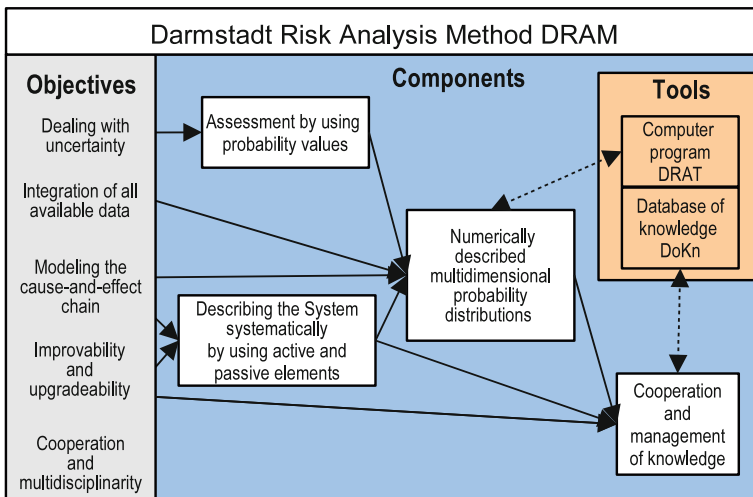 Darmstadt Risk Analysis Method DRAM
Objectives
Dealing with
uncertainty
Integration of all
available data
Modeling the
cause-and-effect
chain
Improvability and
upgradeability
Cooperation and
multidisciplinarity
Components
Assessment by using
probability values
Describing the System
systematically
by using active and
passive elements
Numerically
described
multidimensional
probability
distributions
Tools
Computer
program
DRAT
Database of
knowledge
DoKn
Cooperation
and
management
of knowledge